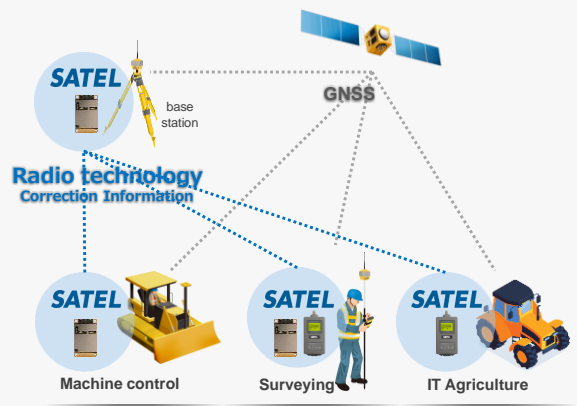 SATEL
base
station
GNSS
Radio technology
Correction Information
SATEL
SATEL
SATEL
Machine control
Surveying
IT Agriculture